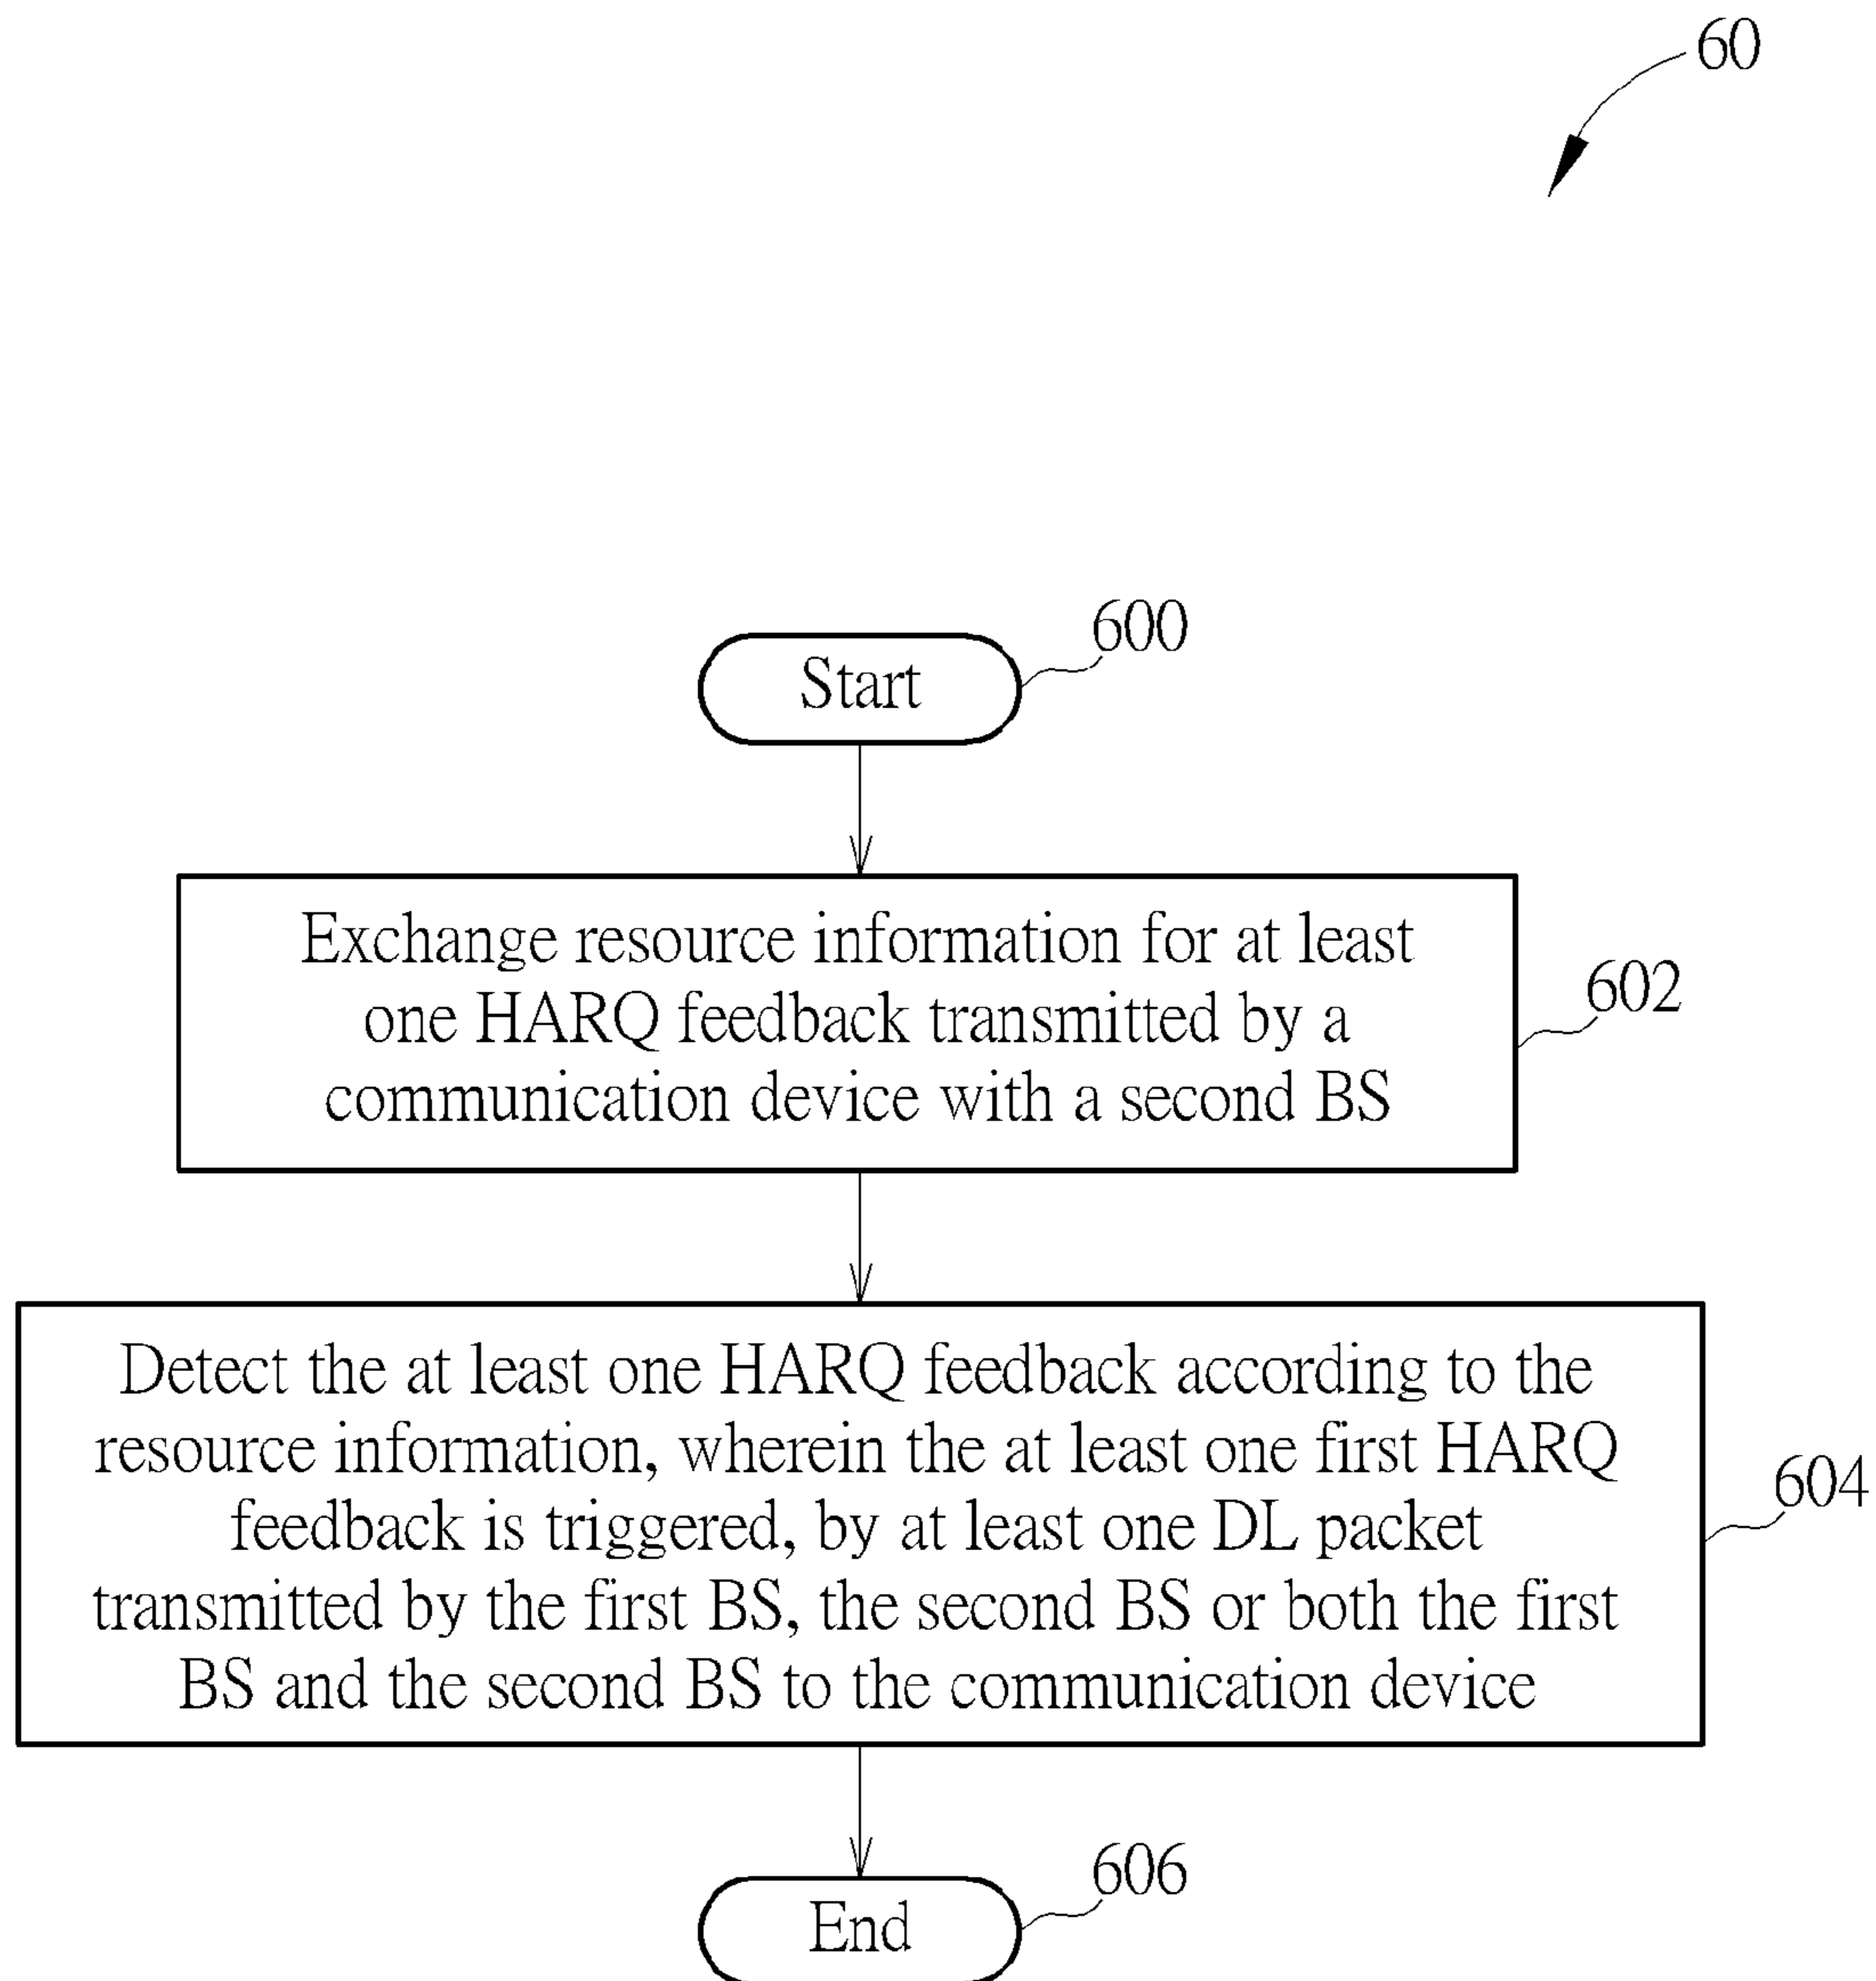 60
600
Start
Exchange resource information for at least
one HARQ feedback transmitted by a
communication device with a second BS
602
Detect the at least one HARQ feedback according to the
resource information, wherein the at least one first HARQ
feedback is triggered, by at least one DL packet
transmitted by the first BS, the second BS or both the first
BS and the second BS to the communication device
604
606
End